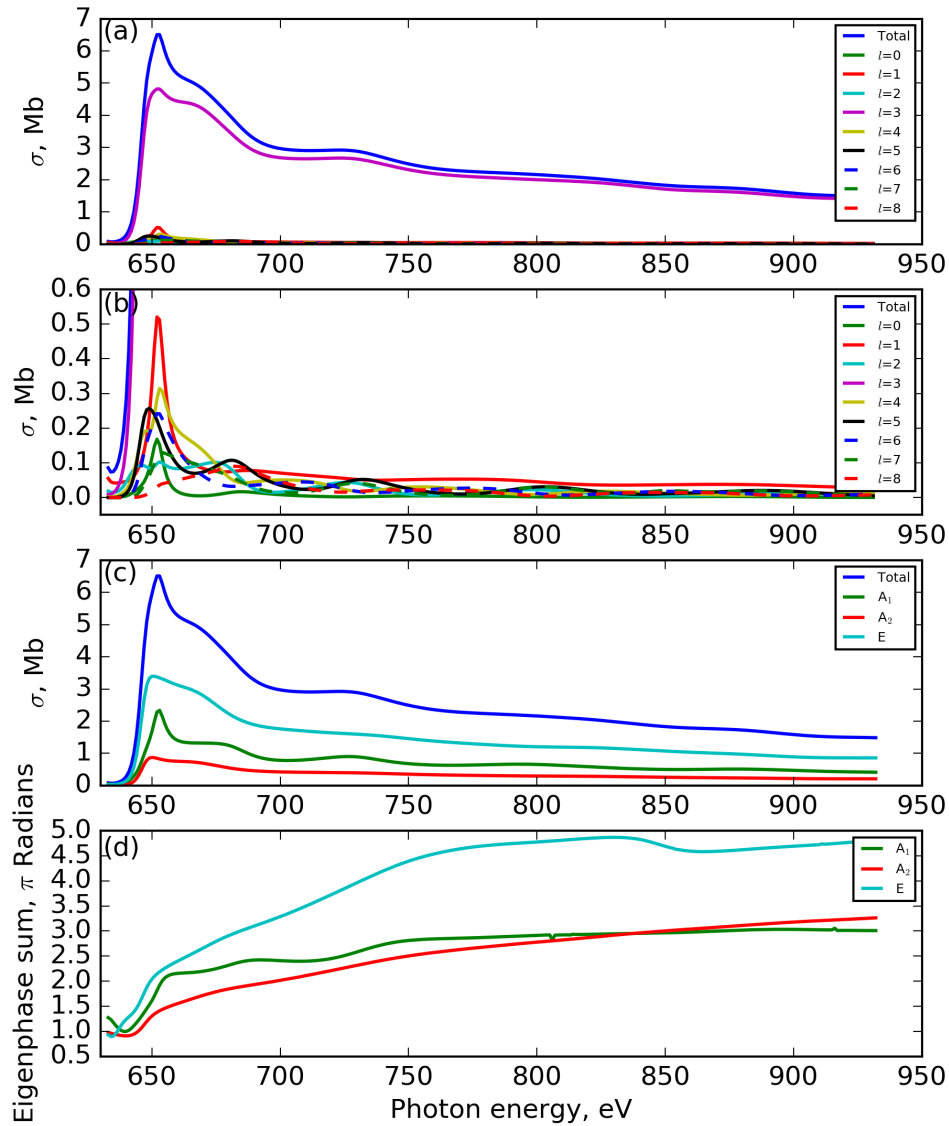 (a)
7
6
5
4
3
2
1
0
σ, Mb
650 700 750 800 850 900 950
Total
l=0
l=1
l=2
l=3
l=4
l=5
l=6
l=7
l=8
(b)
0.6
0.5
0.4
0.3
0.2
0.1
0.0
σ, Mb
650 700 750 800 850 900 950
Total
l=0
l=1
l=2
l=3
l=4
l=5
l=6
l=7
l=8
(c)
7
6
5
4
3
2
1
0
σ, Mb
650 700 750 800 850 900 950
Total
A₁
A₂
E
(d)
5.0
4.5
4.0
3.5
3.0
2.5
2.0
1.5
1.0
0.5
Eigenphase sum, π Radians
650 700 750 800 850 900 950
A₁
A₂
E
Photon energy, eV